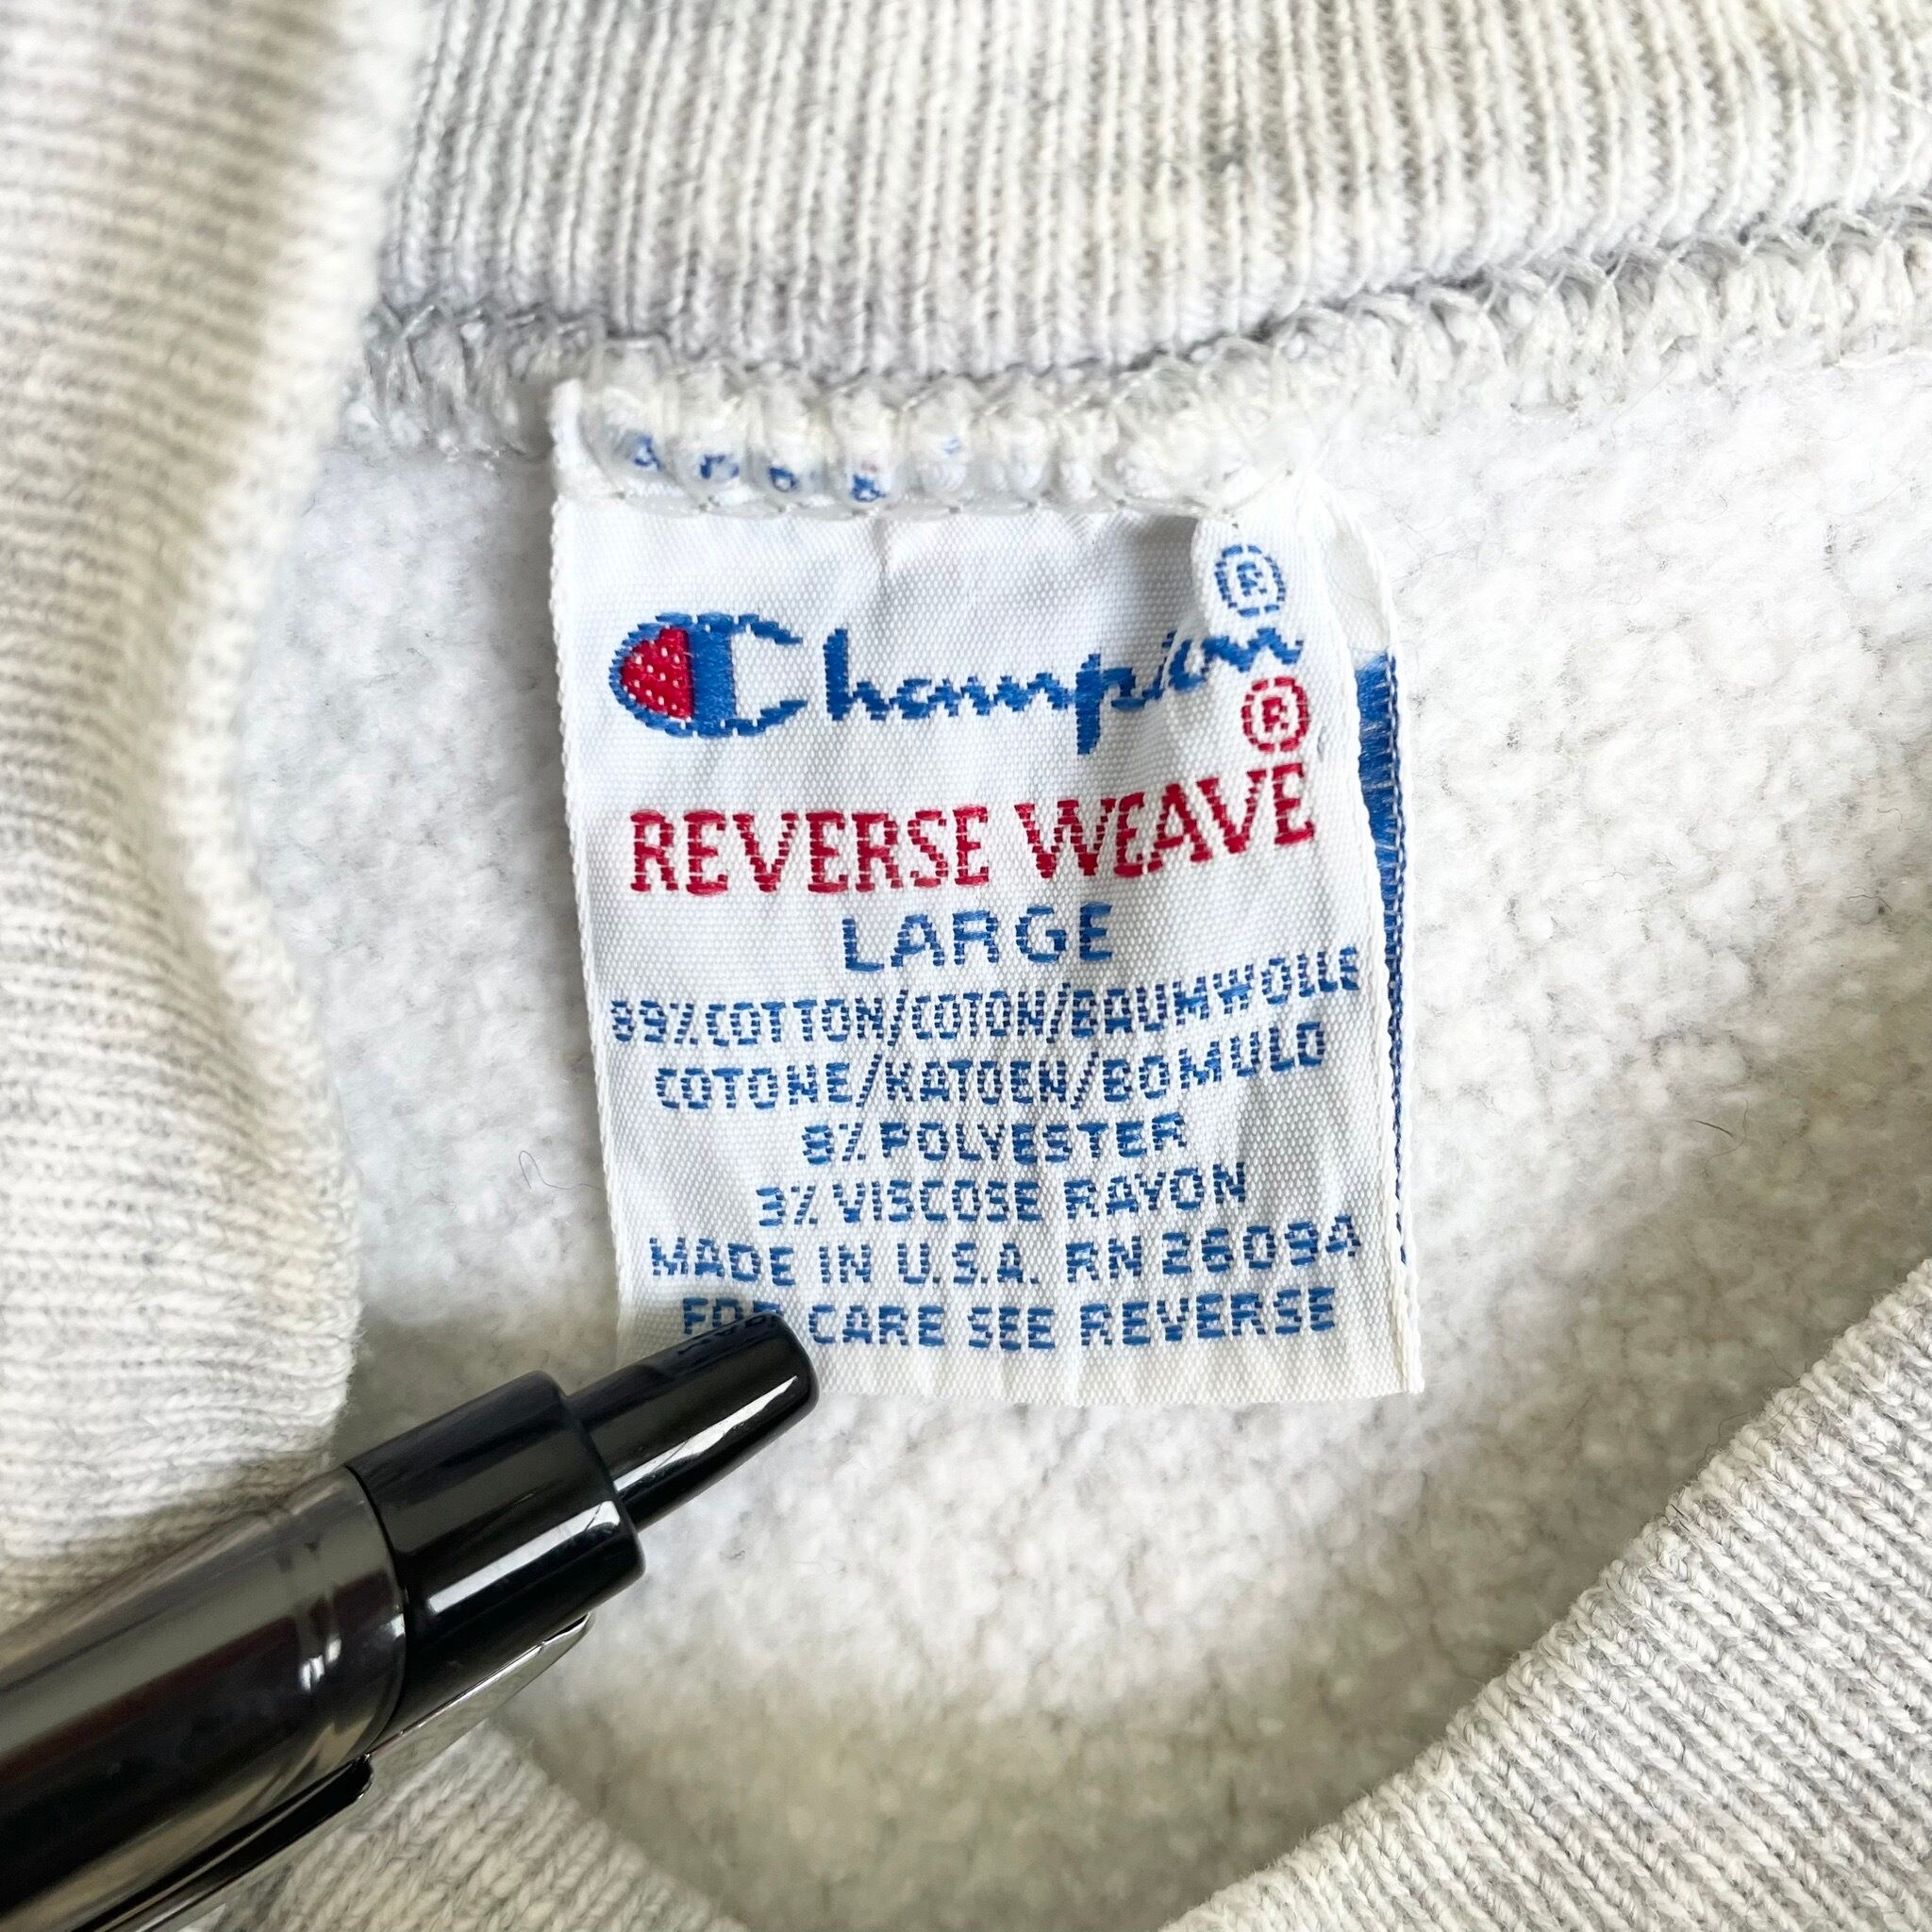 Champion®
REVERSE WEAVE®
LARGE
89% COTTON/COTON/BAUMWOLLE
COTONE/KATOEN/BOMULD
8% POLYESTER
3% VISCOSE RAYON
MADE IN U.S.A. RN 26094
FOR CARE SEE REVERSE